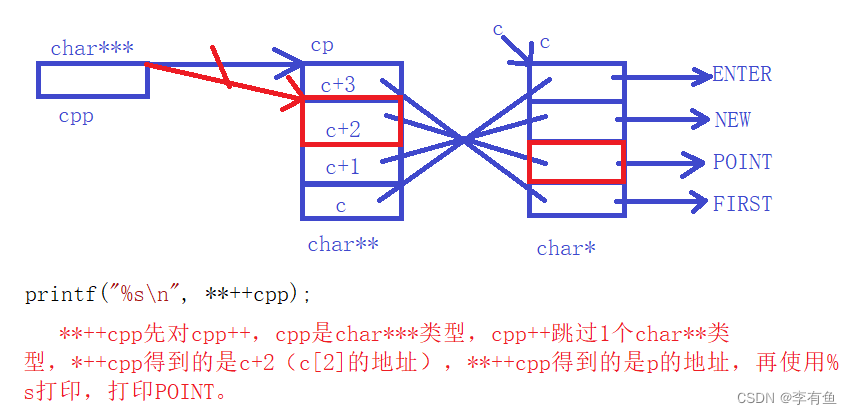 char***
cpp
cp
c+3
c+2
c+1
c
char**
c
c
char*
ENTER
NEW
POINT
FIRST
printf("%s\n", **++cpp);
**++cpp先对cpp++，cpp是char***类型，cpp++跳过1个char**类
型，*++cpp得到的是c+2（c[2]的地址），**++cpp得到的是p的地址，再使用%
s打印，打印POINT。
CSDN @李有鱼